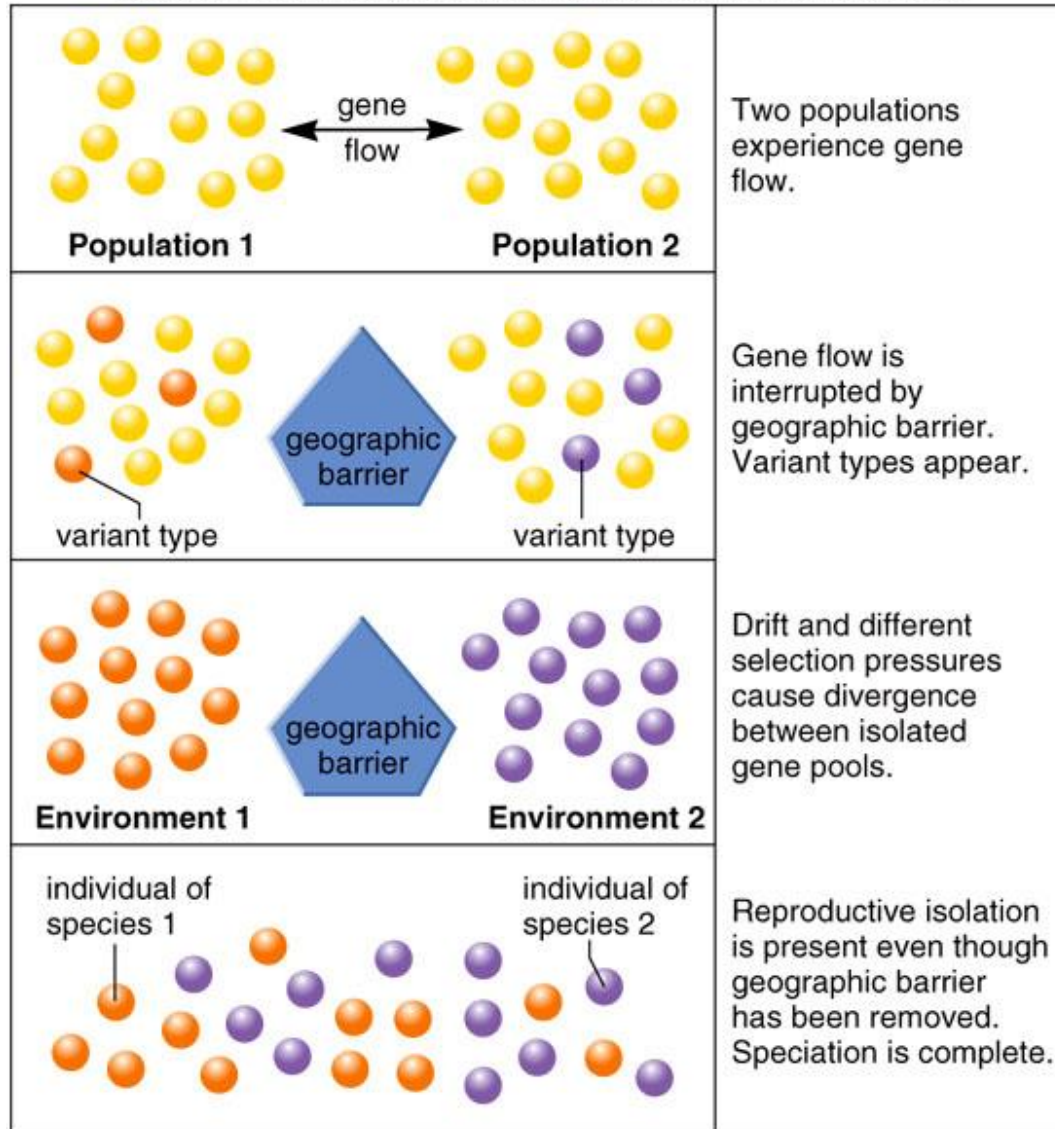 gene
flow
Population 1
Population 2
Two populations
experience gene
flow.
geographic
barrier
variant type
variant type
Gene flow is
interrupted by
geographic barrier.
Variant types appear.
geographic
barrier
Environment 1
Environment 2
Drift and different
selection pressures
cause divergence
between isolated
gene pools.
individual of
species 1
individual of
species 2
Reproductive isolation
is present even though
geographic barrier
has been removed.
Speciation is complete.